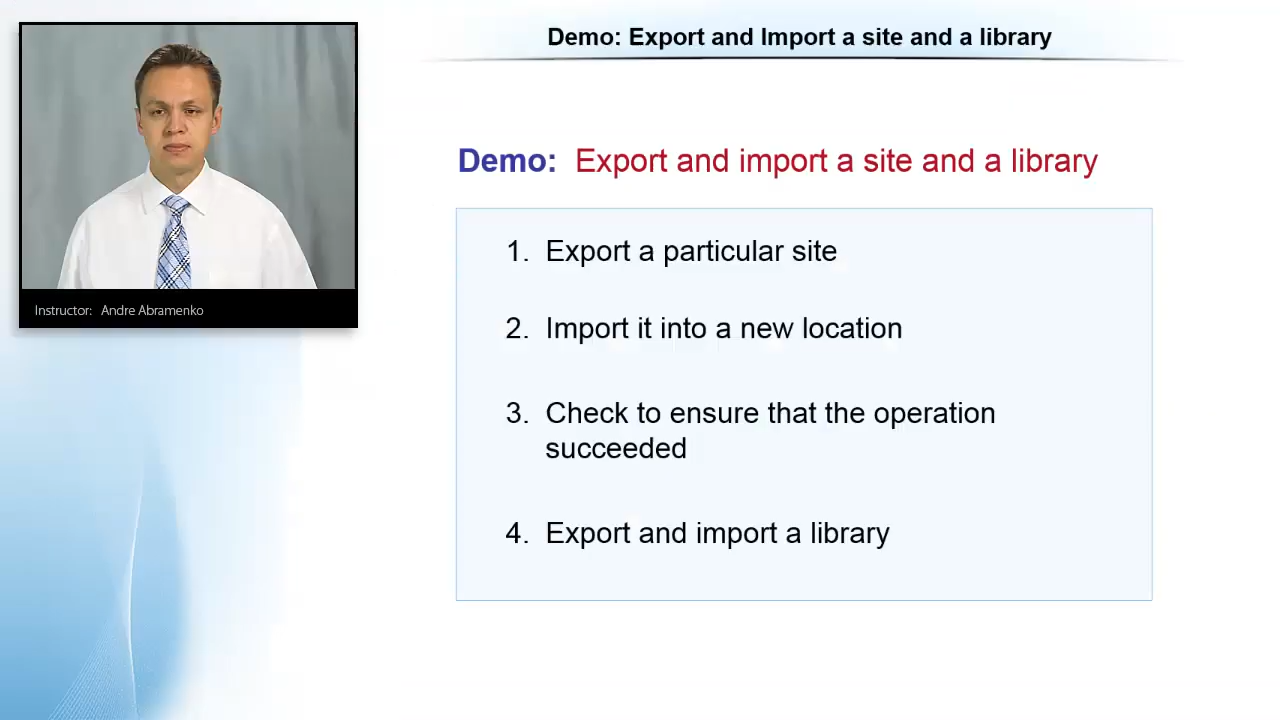 Demo: Export and Import a site and a library
Instructor: Andre Abramenko
Demo: Export and import a site and a library
1. Export a particular site
2. Import it into a new location
3. Check to ensure that the operation
succeeded
4. Export and import a library